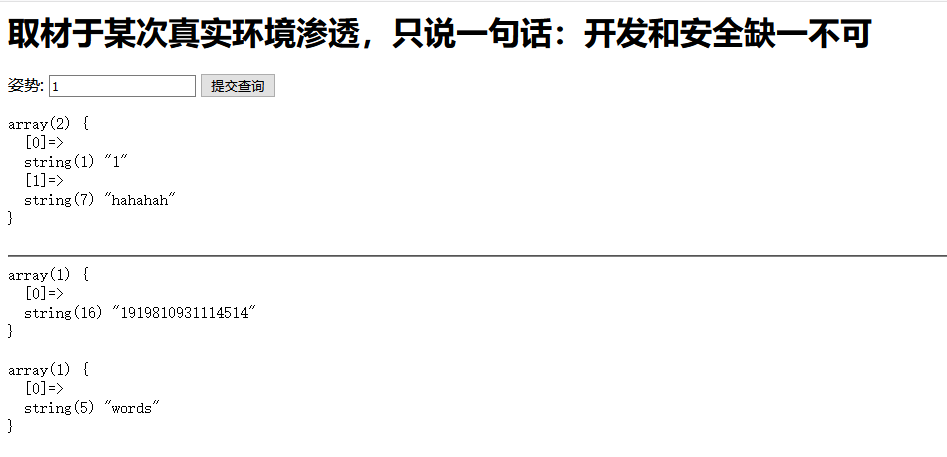 取材于某次真实环境渗透，只说一句话：开发和安全缺一不可
姿势: 1 提交查询
array(2) {
  [0]=>
  string(1) "1"
  [1]=>
  string(7) "hahahah"
}
array(1) {
  [0]=>
  string(16) "1919810931114514"
}
array(1) {
  [0]=>
  string(5) "words"
}